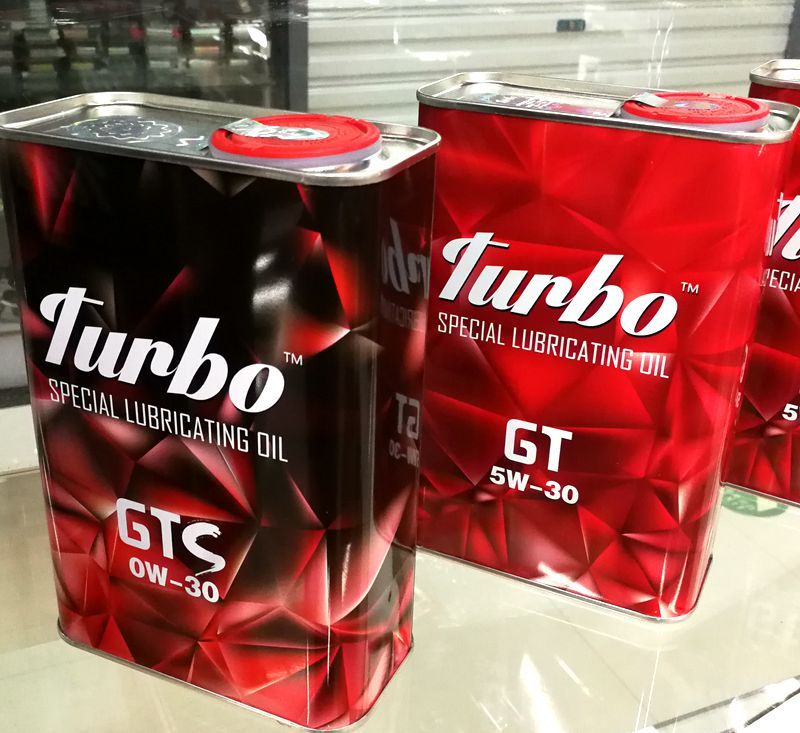 Turbo™
SPECIAL LUBRICATING OIL
GTS
0W-30
Turbo™
SPECIAL LUBRICATING OIL
GT
5W-30